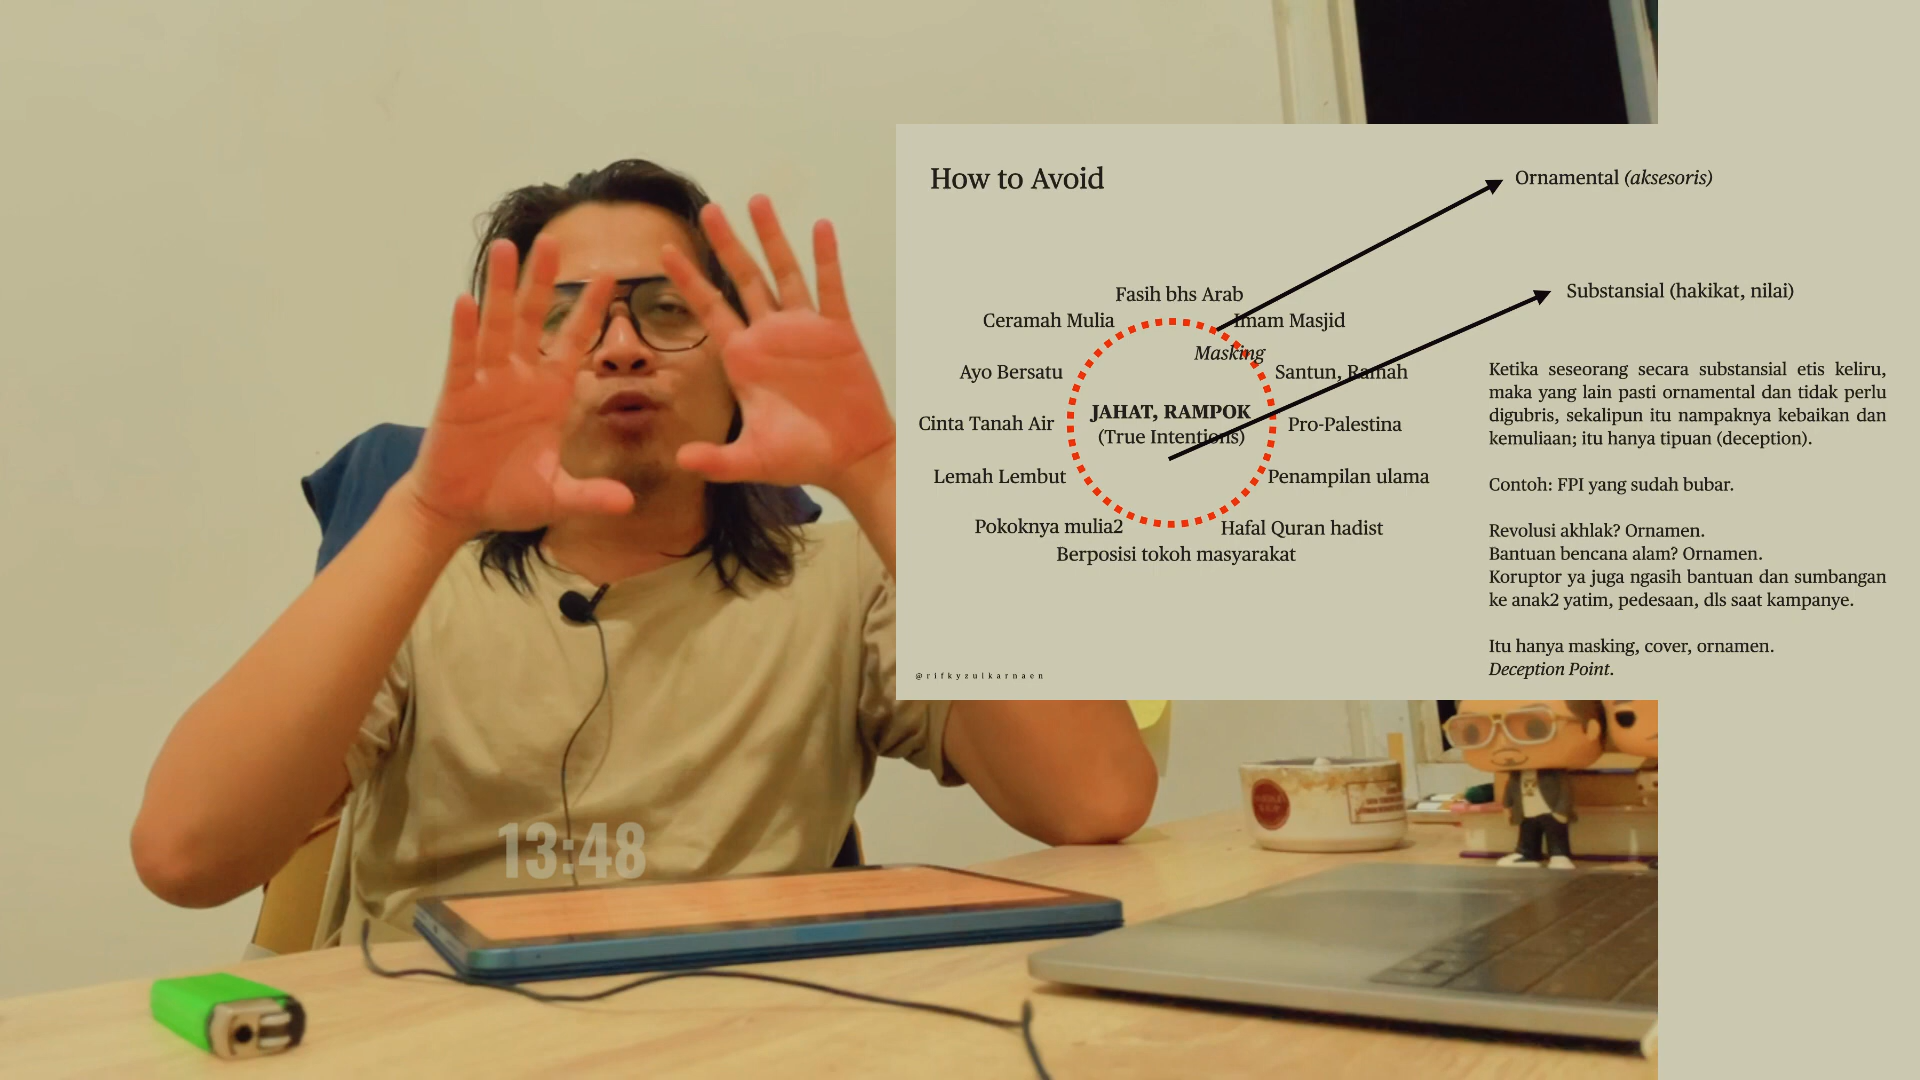 How to Avoid
Ornamental (aksesoris)
Substansial (hakikat, nilai)
Fasih bhs Arab
Ceramah Mulia
Imam Masjid
Masking
Ayo Bersatu
Santun, Ramah
JAHAT, RAMPOK
(True Intentions)
Cinta Tanah Air
Pro-Palestina
Lemah Lembut
Penampilan ulama
Pokoknya mulia2
Hafal Quran hadist
Berposisi tokoh masyarakat
Ketika seseorang secara substansial etis keliru,
maka yang lain pasti ornamental dan tidak perlu
digubris, sekalipun itu nampaknya kebaikan dan
kemuliaan; itu hanya tipuan (deception).
Contoh: FPI yang sudah bubar.
Revolusi akhlak? Ornamen.
Bantuan bencana alam? Ornamen.
Koruptor ya juga ngasih bantuan dan sumbangan
ke anak2 yatim, pedesaan, dls saat kampanye.
Itu hanya masking, cover, ornamen.
Deception Point.
@rifkyzulkarnaen
13:48